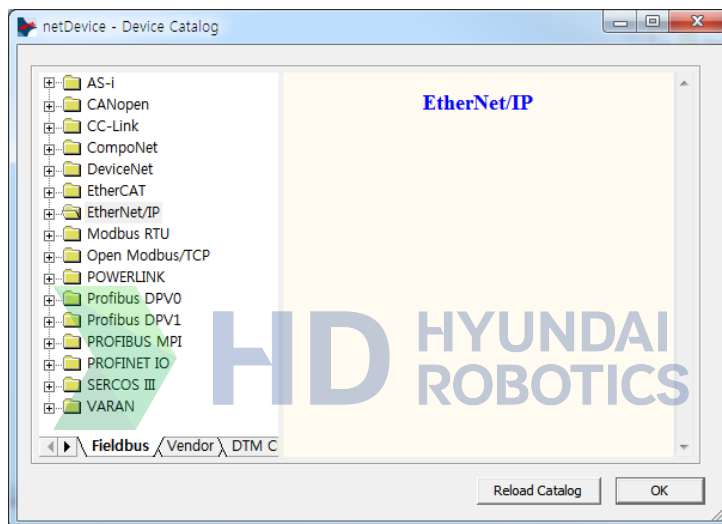 netDevice - Device Catalog
AS-i
CANopen
CC-Link
CompoNet
DeviceNet
EtherCAT
EtherNet/IP
Modbus RTU
Open Modbus/TCP
POWERLINK
Profibus DPV0
Profibus DPV1
PROFIBUS MPI
PROFINET IO
SERCOS III
VARAN
Fieldbus Vendor DTM C
EtherNet/IP
HD HYUNDAI
ROBOTICS
Reload Catalog OK